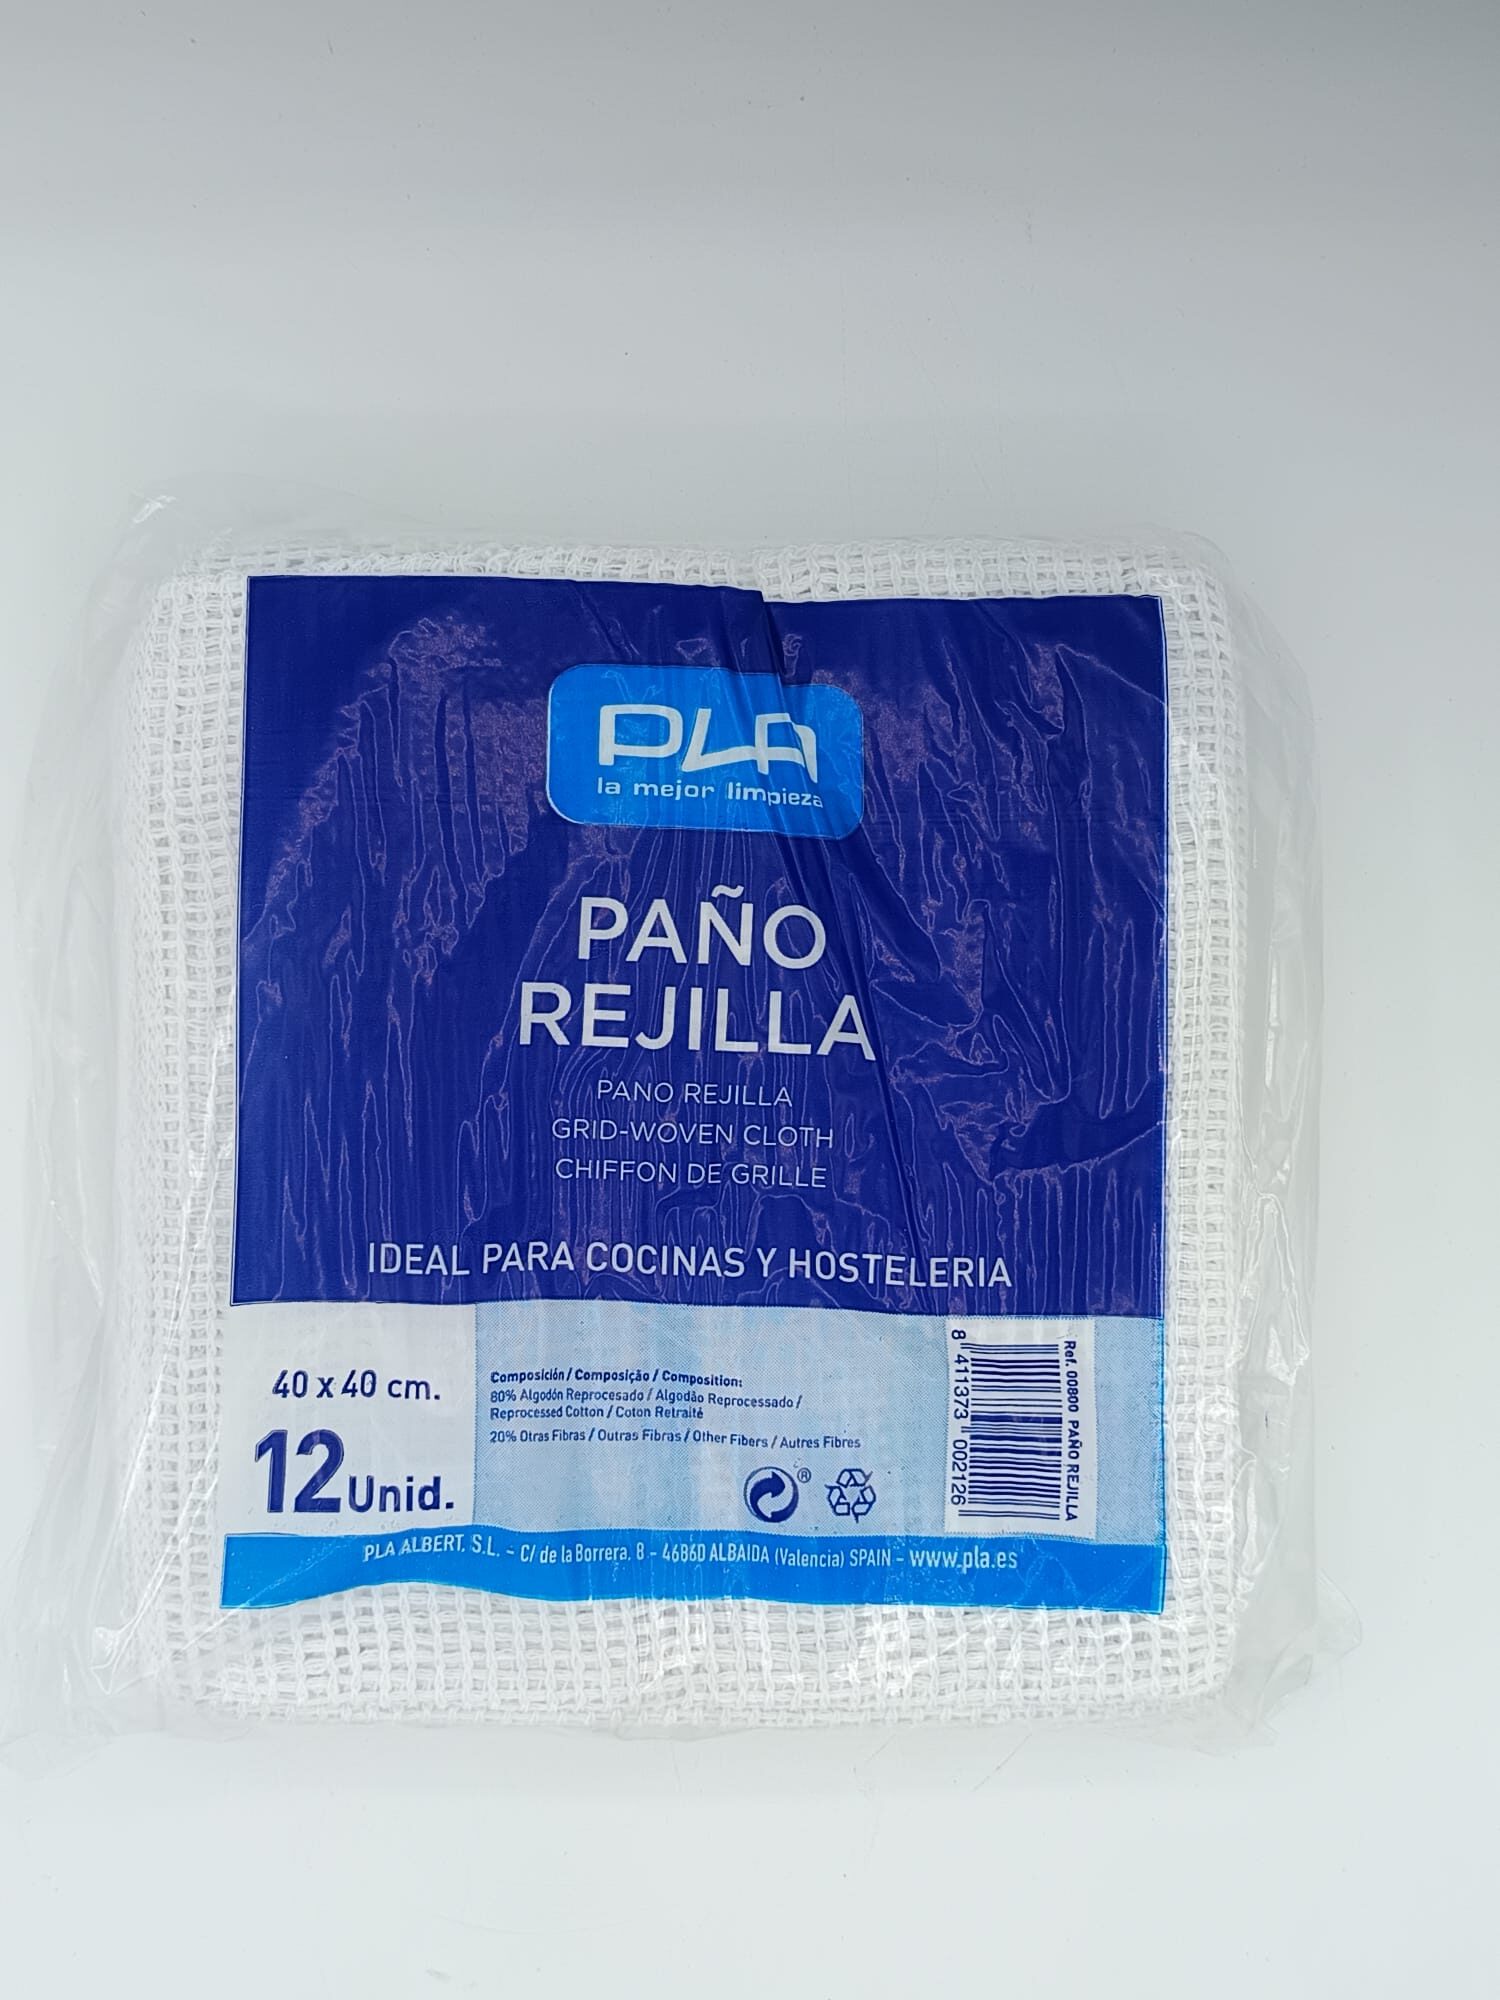 PLA
la mejor limpieza
PAÑO
REJILLA
PANO REJILLA
GRID-WOVEN CLOTH
CHIFFON DE GRILLE
IDEAL PARA COCINAS Y HOSTELERIA
40 x 40 cm.
12 Unid.
Composición / Composição / Composition:
80% Algodón Reprocesado / Algodão Reprocessado /
Reprocessed Cotton / Coton Retraité
20% Otras Fibras / Outras Fibras / Other Fibers / Autres Fibres
®
Ref. 00800 PAÑO REJILLA
8 411373 002126
PLA ALBERT, S.L. - C/ de la Borrera, 8 - 46860 ALBAIDA (Valencia) SPAIN - www.pla.es